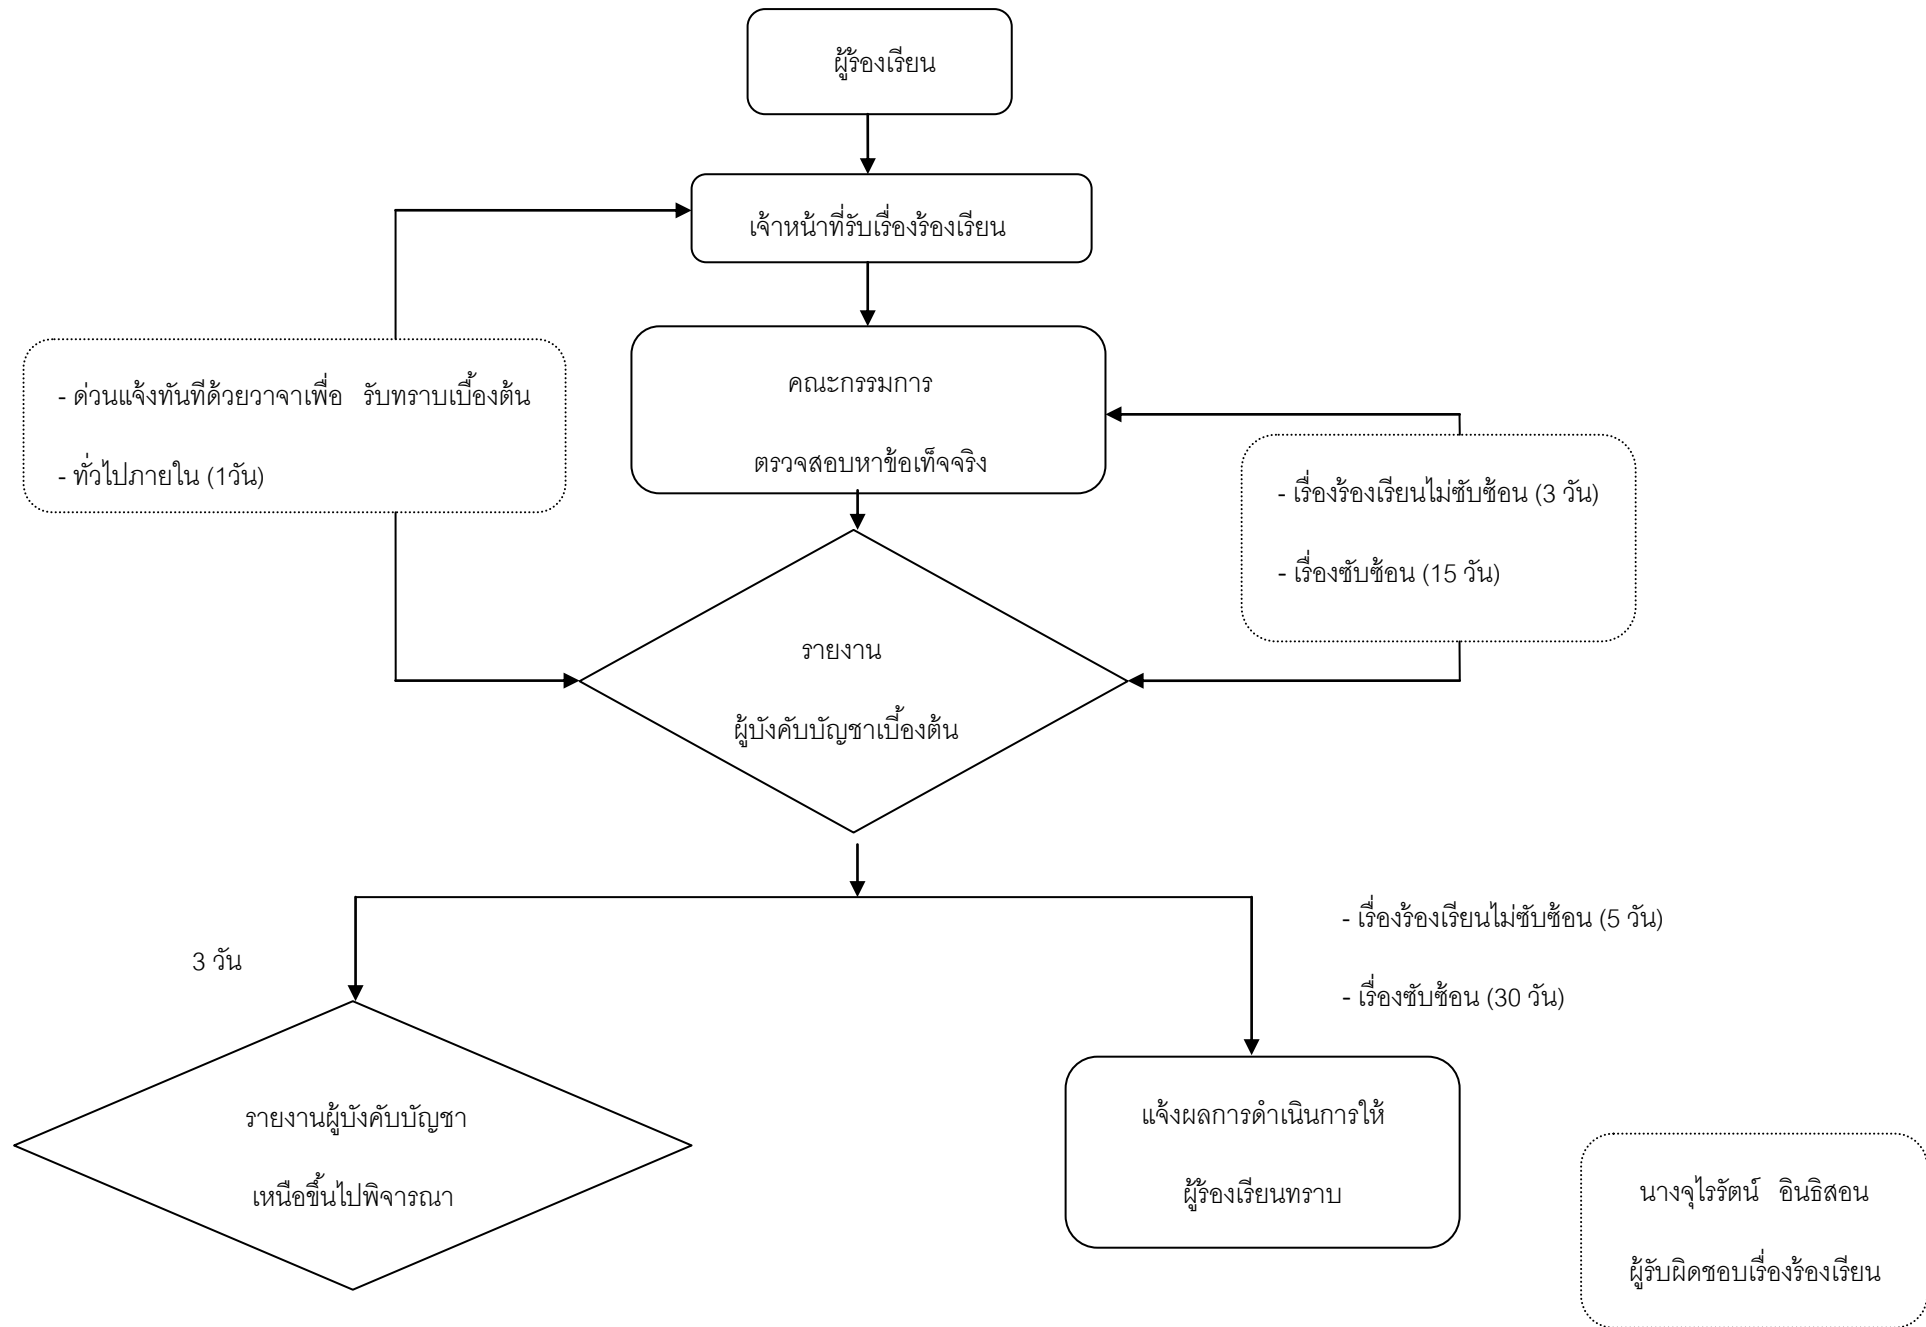 ผู้ร้องเรียน
เจ้าหน้าที่รับเรื่องร้องเรียน
- ด่วนแจ้งทันทีด้วยวาจาเพื่อ รับทราบเบื้องต้น
- ทั่วไปภายใน (1วัน)
คณะกรรมการ
ตรวจสอบหาข้อเท็จจริง
- เรื่องร้องเรียนไม่ซับซ้อน (3 วัน)
- เรื่องซับซ้อน (15 วัน)
รายงาน
ผู้บังคับบัญชาเบี้องต้น
3 วัน
- เรื่องร้องเรียนไม่ซับซ้อน (5 วัน)
- เรื่องซับซ้อน (30 วัน)
รายงานผู้บังคับบัญชา
เหนือขึ้นไปพิจารณา
แจ้งผลการดำเนินการให้
ผู้ร้องเรียนทราบ
นางจุไรรัตน์ อินธิสอน
ผู้รับผิดชอบเรื่องร้องเรียน